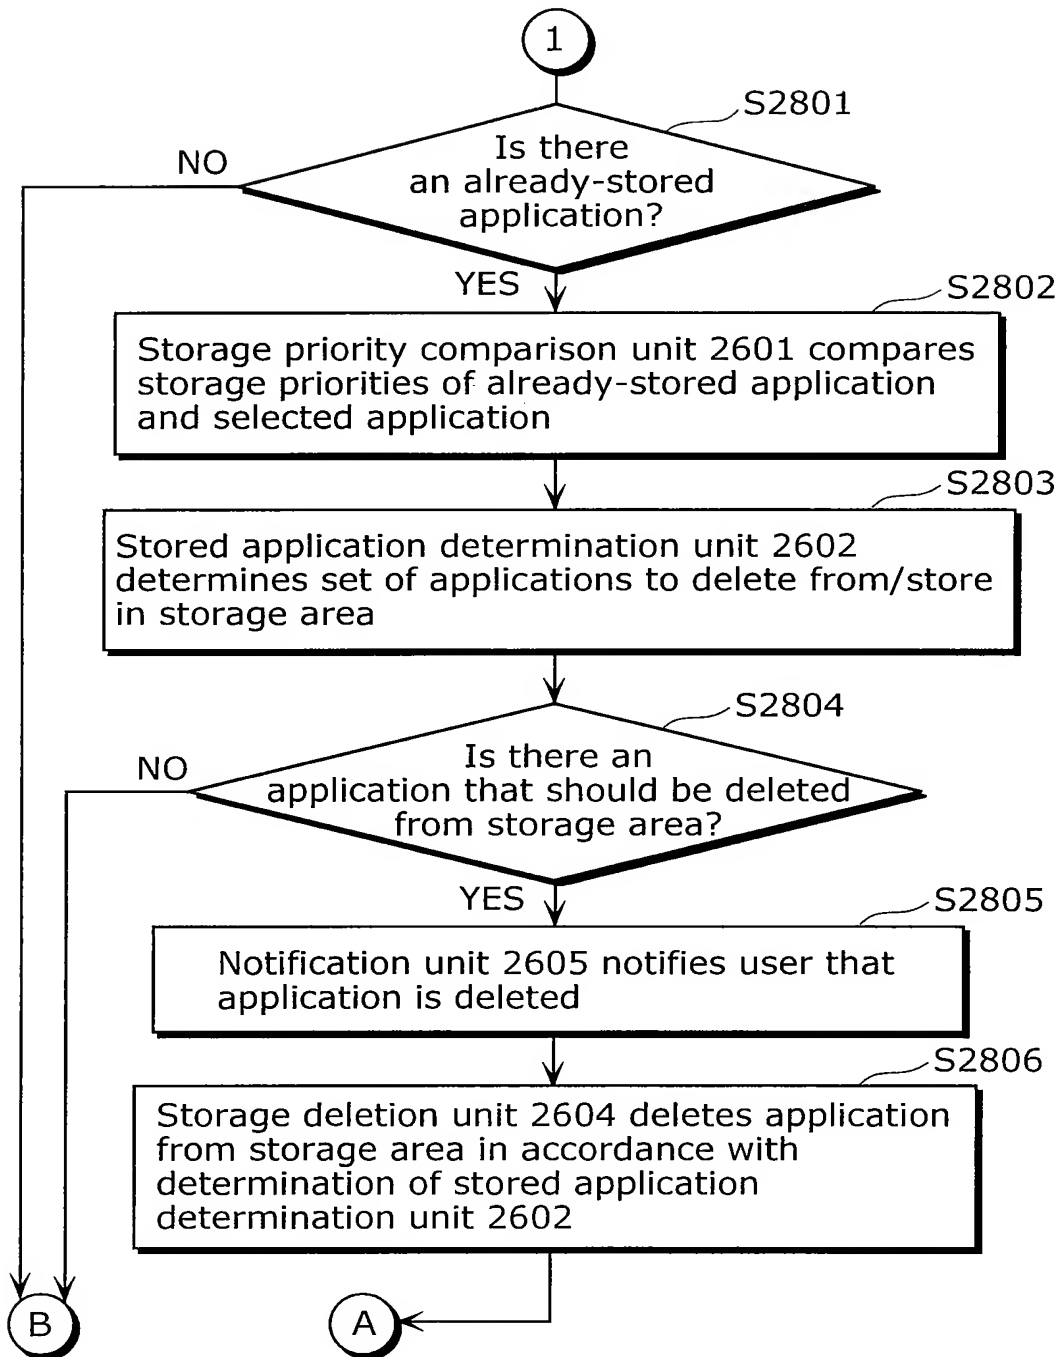 1
S2801
Is there
an already-stored
application?
NO
YES
S2802
Storage priority comparison unit 2601 compares
storage priorities of already-stored application
and selected application
S2803
Stored application determination unit 2602
determines set of applications to delete from/store
in storage area
S2804
Is there an
application that should be deleted
from storage area?
NO
YES
S2805
Notification unit 2605 notifies user that
application is deleted
S2806
Storage deletion unit 2604 deletes application
from storage area in accordance with
determination of stored application
determination unit 2602
B
A